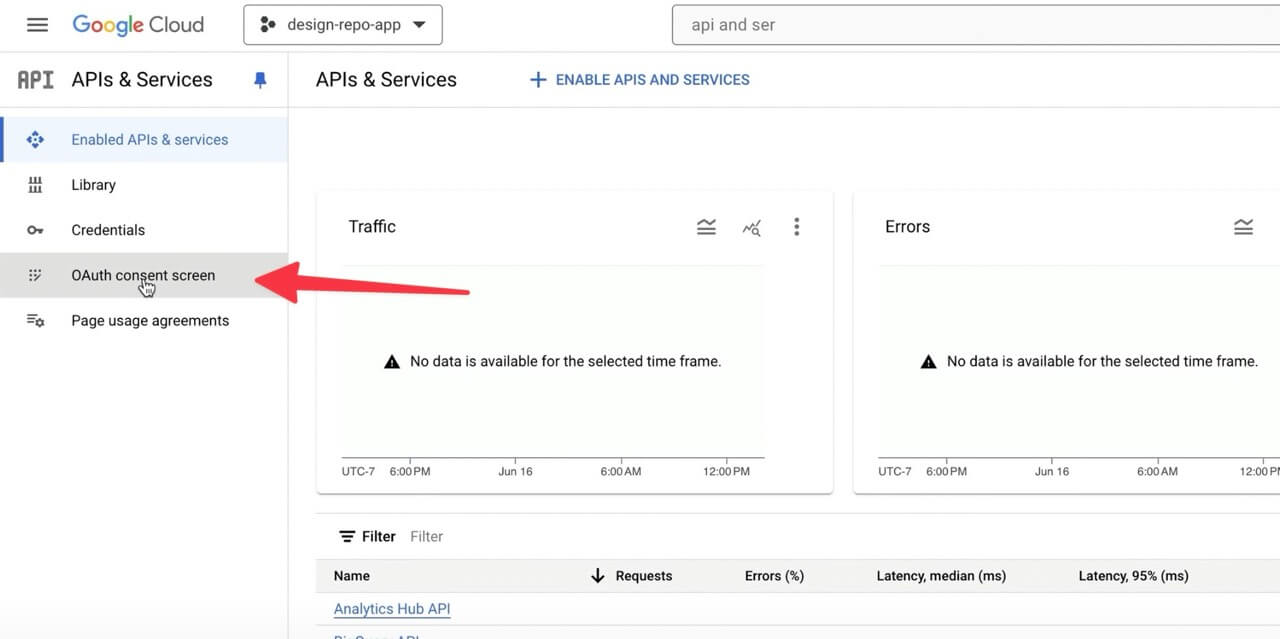 Google Cloud
design-repo-app
api and ser
API
APIs & Services
Enabled APIs & services
Library
Credentials
OAuth consent screen
Page usage agreements
APIs & Services
ENABLE APIS AND SERVICES
Traffic
No data is available for the selected time frame.
UTC-7 6:00 PM Jun 16 6:00 AM 12:00 PM
Errors
No data is available for the selected time frame.
UTC-7 6:00 PM Jun 16 6:00 AM 12:00 PM
Filter Filter
Name Requests Errors (%) Latency, median (ms) Latency, 95% (ms)
Analytics Hub API